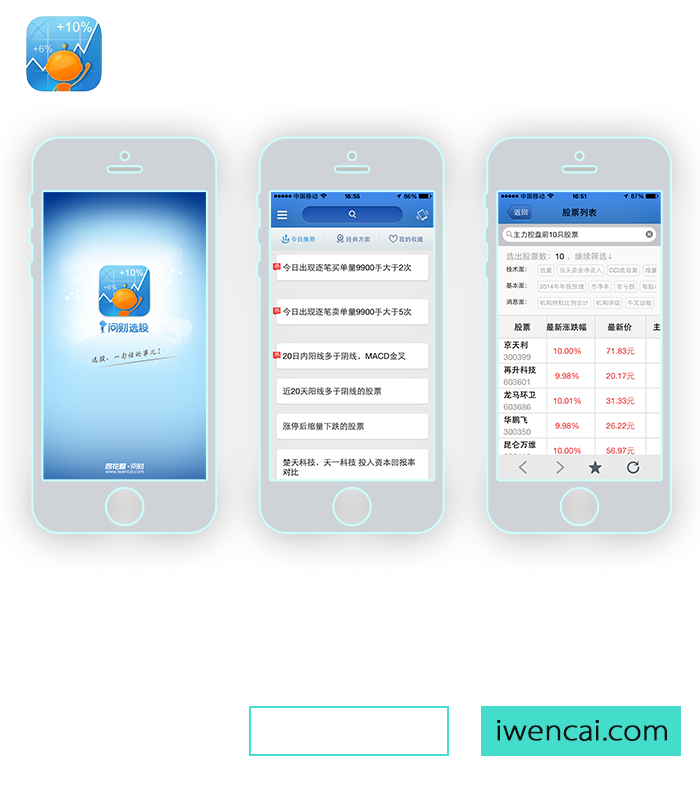 +10%
+6%
+10%
+6%
问财选股
选股，一句话的事儿！
同花顺·问财
www.iwencai.com
中国移动 16:55 86%
今日推荐 经典方案 我的收藏
今日出现逐笔买单量9900手大于2次
今日出现逐笔卖单量9900手大于5次
20日内阳线多于阴线，MACD金叉
近20天阳线多于阴线的股票
涨停后缩量下跌的股票
楚天科技，天一科技 投入资本回报率
对比
中国移动 16:51 87%
返回 股票列表
主力控盘前10只股票
选出股票数：10 ，继续筛选↓
技术面： 放量 当天资金净流入 CCI底背离
基本面： 2014年年报预增 市净率 非亏损
消息面： 机构持股比例合计 机构评级
股票 最新涨跌幅 最新价 主
京天利
300399 10.00% 71.83元
再升科技
603601 9.98% 20.17元
龙马环卫
603686 10.01% 31.33元
华鹏飞
300350 9.98% 26.22元
昆仑万维
10.00% 56.97元
iwencai.com